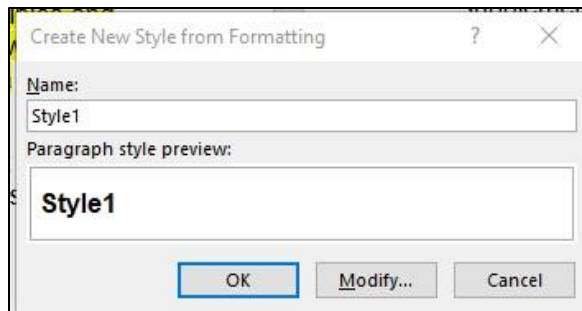 Create New Style from Formatting ?
Name:
Style1
Paragraph style preview:
Style1
OK Modify... Cancel